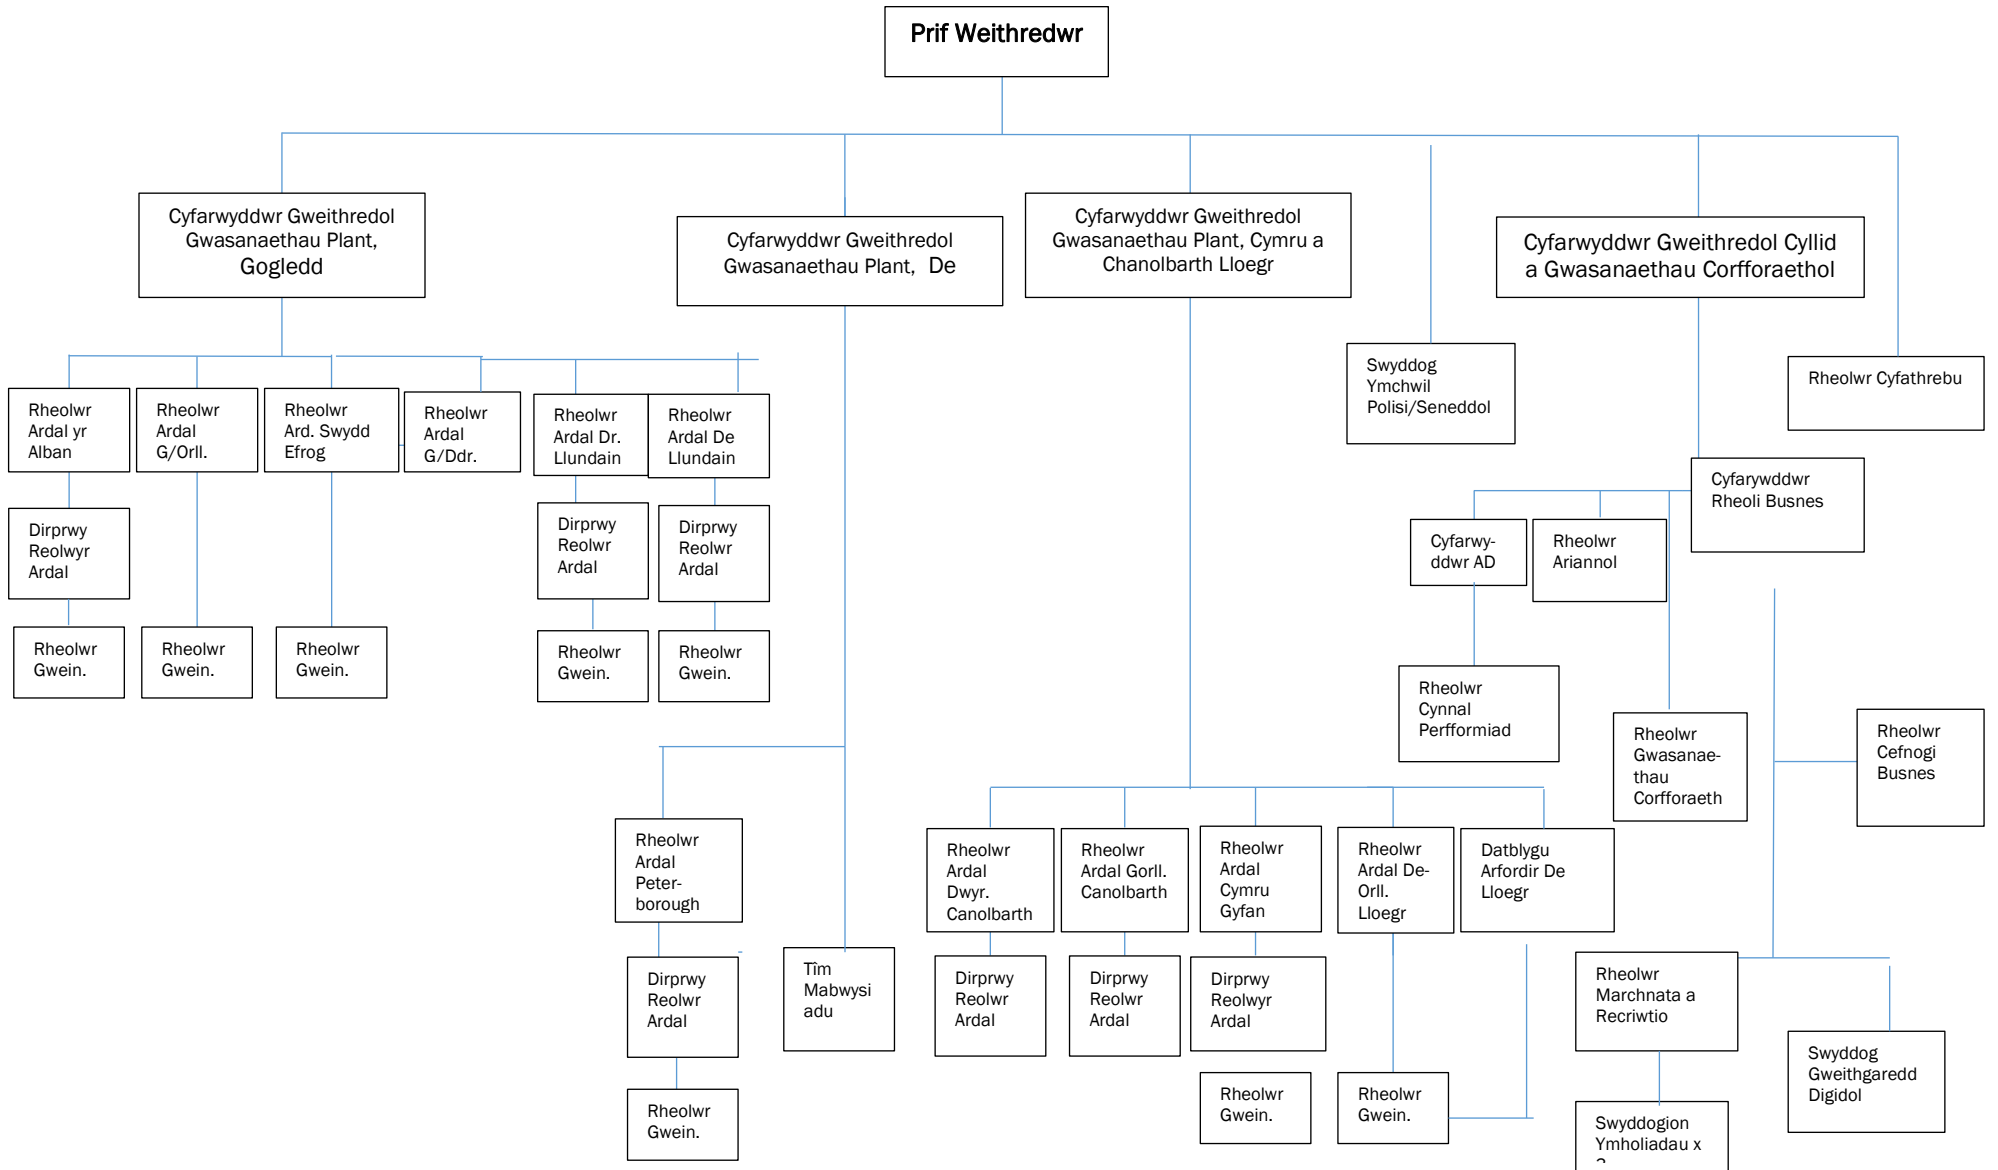 Prif Weithredwr
Cyfarwyddwr Gweithredol
Gwasanaethau Plant,
Gogledd
Cyfarwyddwr Gweithredol
Gwasanaethau Plant, De
Cyfarwyddwr Gweithredol
Gwasanaethau Plant, Cymru a
Chanolbarth Lloegr
Cyfarwyddwr Gweithredol Cyllid
a Gwasanaethau Corfforaethol
Swyddog
Ymchwil
Polisi/Seneddol
Rheolwr Cyfathrebu
Rheolwr
Ardal yr
Alban
Rheolwr
Ardal
G/Orll.
Rheolwr
Ard. Swydd
Efrog
Rheolwr
Ardal
G/Ddr.
Rheolwr
Ardal Dr.
Llundain
Rheolwr
Ardal De
Llundain
Cyfarywddwr
Rheoli Busnes
Dirprwy
Reolwyr
Ardal
Dirprwy
Reolwr
Ardal
Dirprwy
Reolwr
Ardal
Cyfarwy-
ddwr AD
Rheolwr
Ariannol
Rheolwr
Gwein.
Rheolwr
Gwein.
Rheolwr
Gwein.
Rheolwr
Gwein.
Rheolwr
Gwein.
Rheolwr
Cynnal
Perfformiad
Rheolwr
Gwasanae-
thau
Corfforaeth
Rheolwr
Cefnogi
Busnes
Rheolwr
Ardal
Peter-
borough
Rheolwr
Ardal
Dwyr.
Canolbarth
Rheolwr
Ardal Gorll.
Canolbarth
Rheolwr
Ardal
Cymru
Gyfan
Rheolwr
Ardal De-
Orll.
Lloegr
Datblygu
Arfordir De
Lloegr
Dirprwy
Reolwr
Ardal
Tîm
Mabwysi
adu
Dirprwy
Reolwr
Ardal
Dirprwy
Reolwr
Ardal
Dirprwy
Reolwyr
Ardal
Rheolwr
Marchnata a
Recriwtio
Swyddog
Gweithgaredd
Digidol
Rheolwr
Gwein.
Rheolwr
Gwein.
Rheolwr
Gwein.
Swyddogion
Ymholiadau x